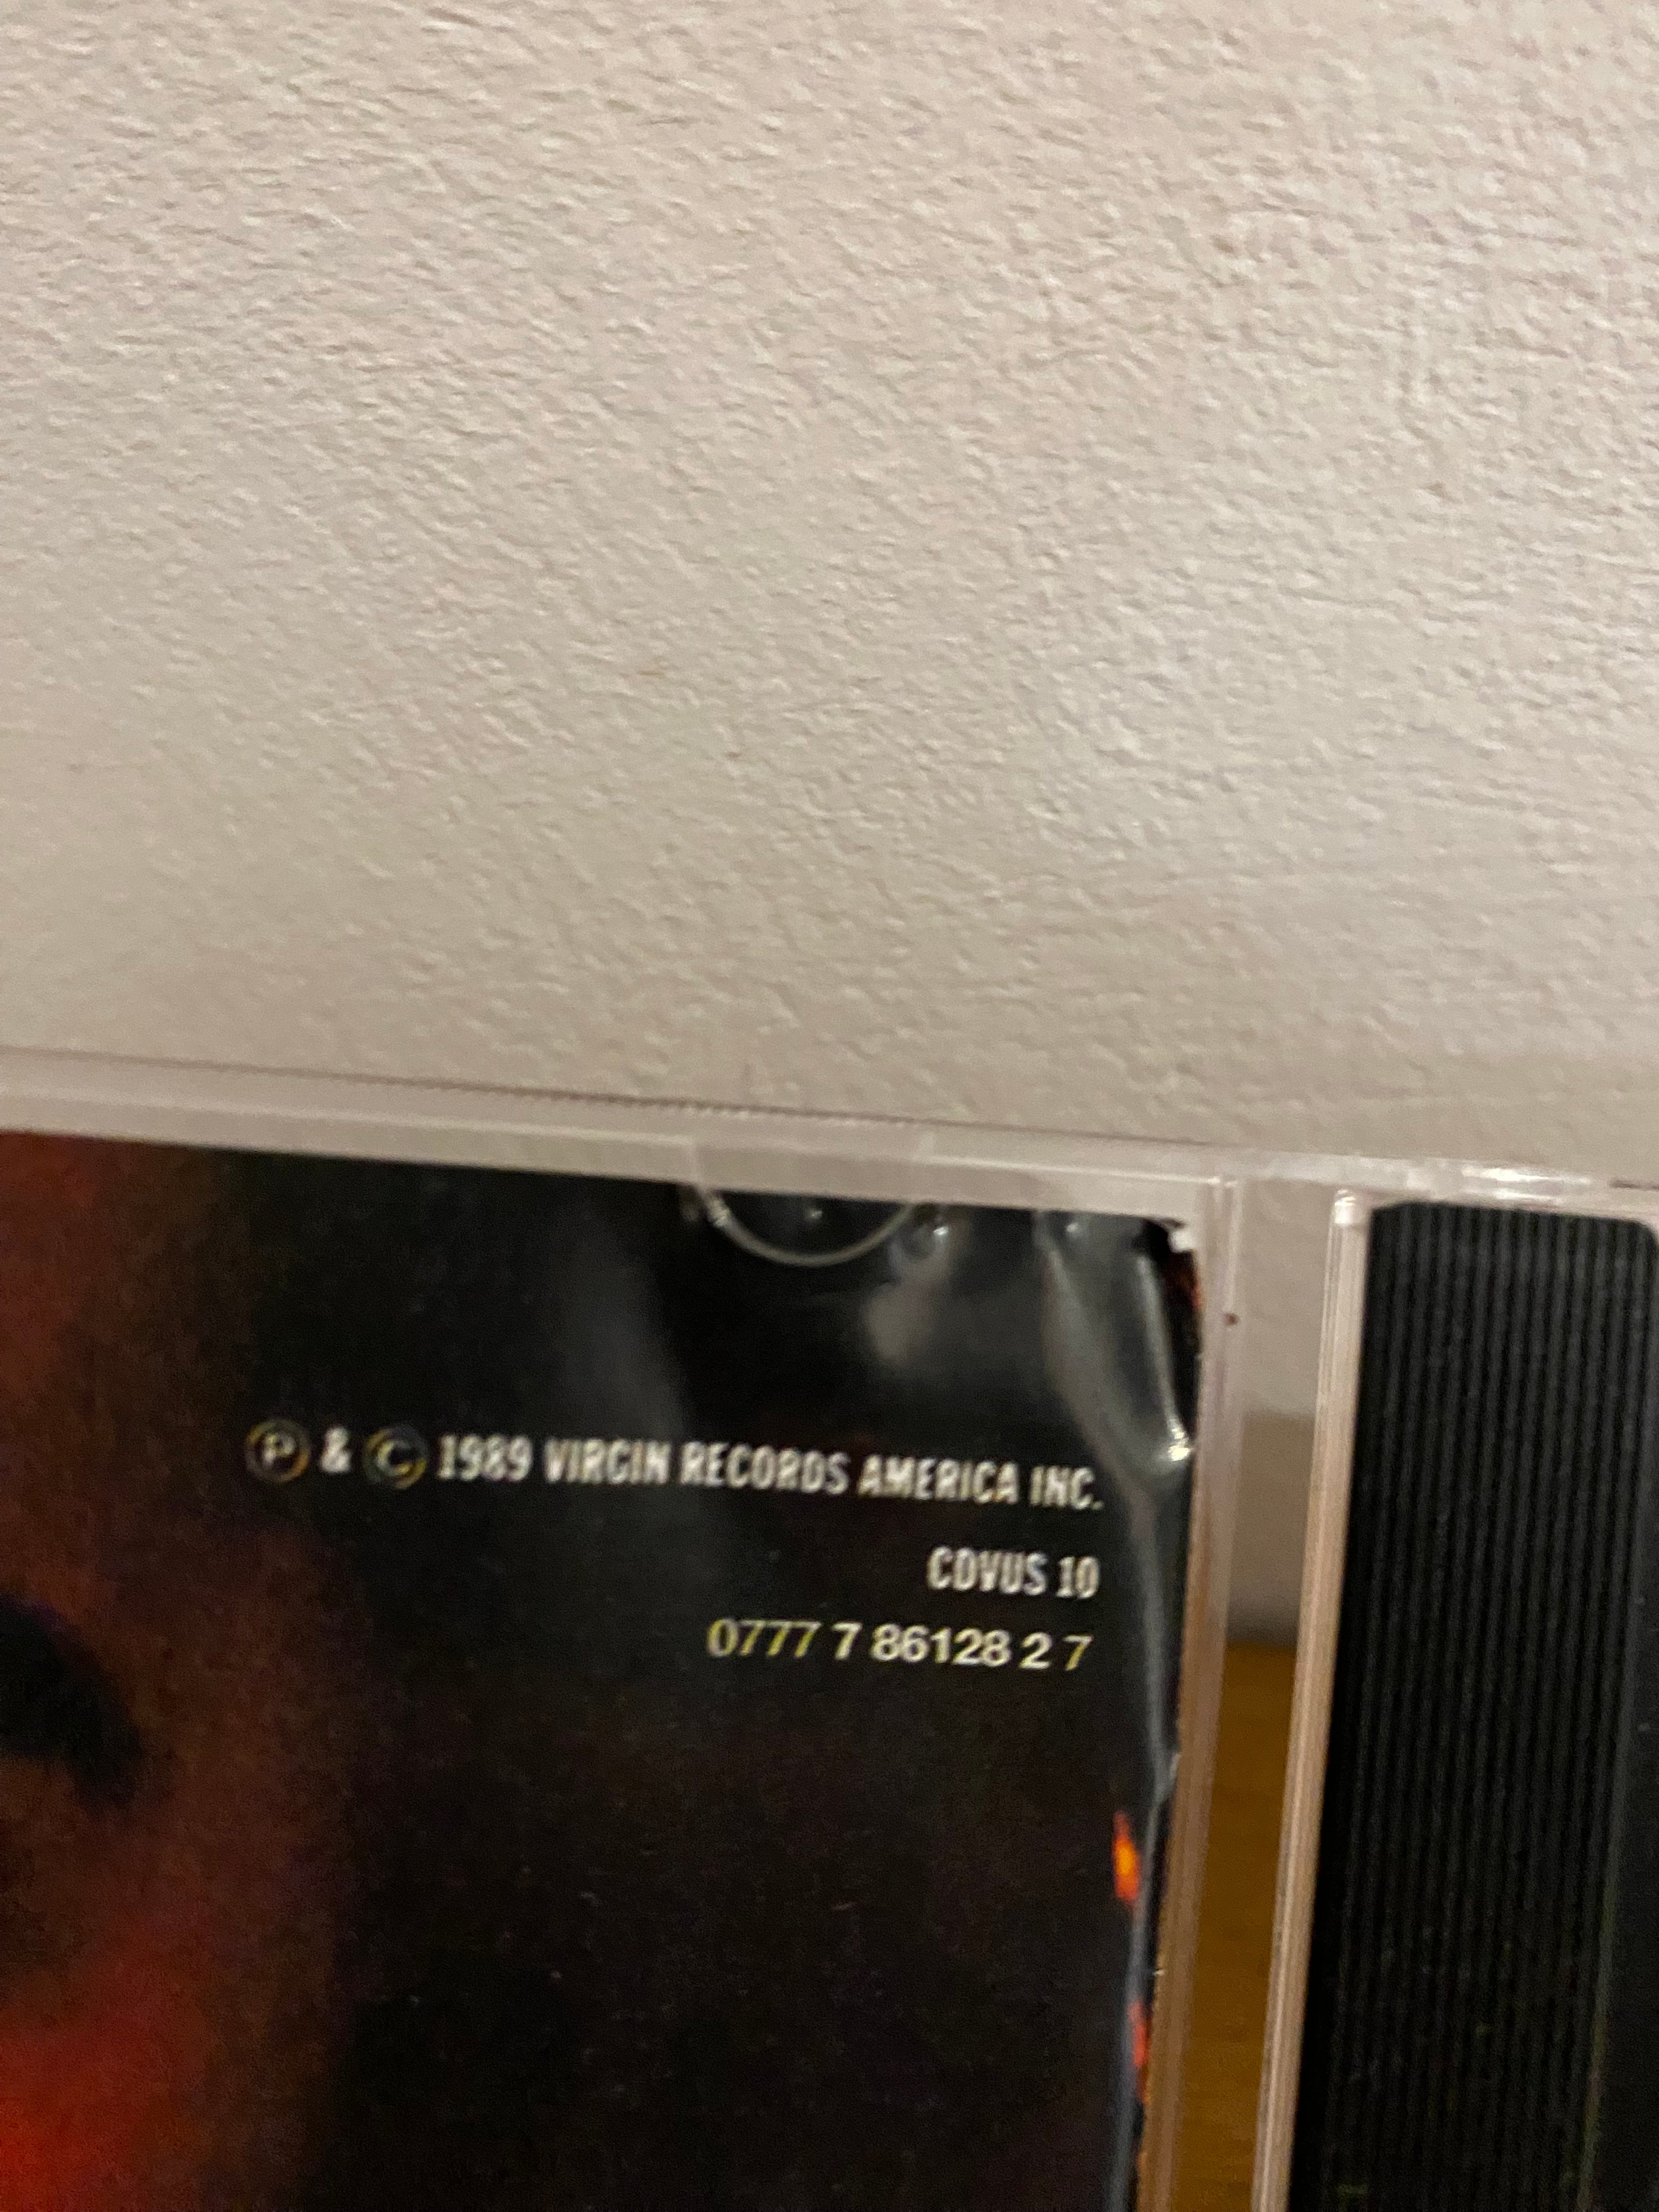 Ⓟ & © 1989 VIRGIN RECORDS AMERICA INC.
CDVUS 10
0777 7 86128 2 7